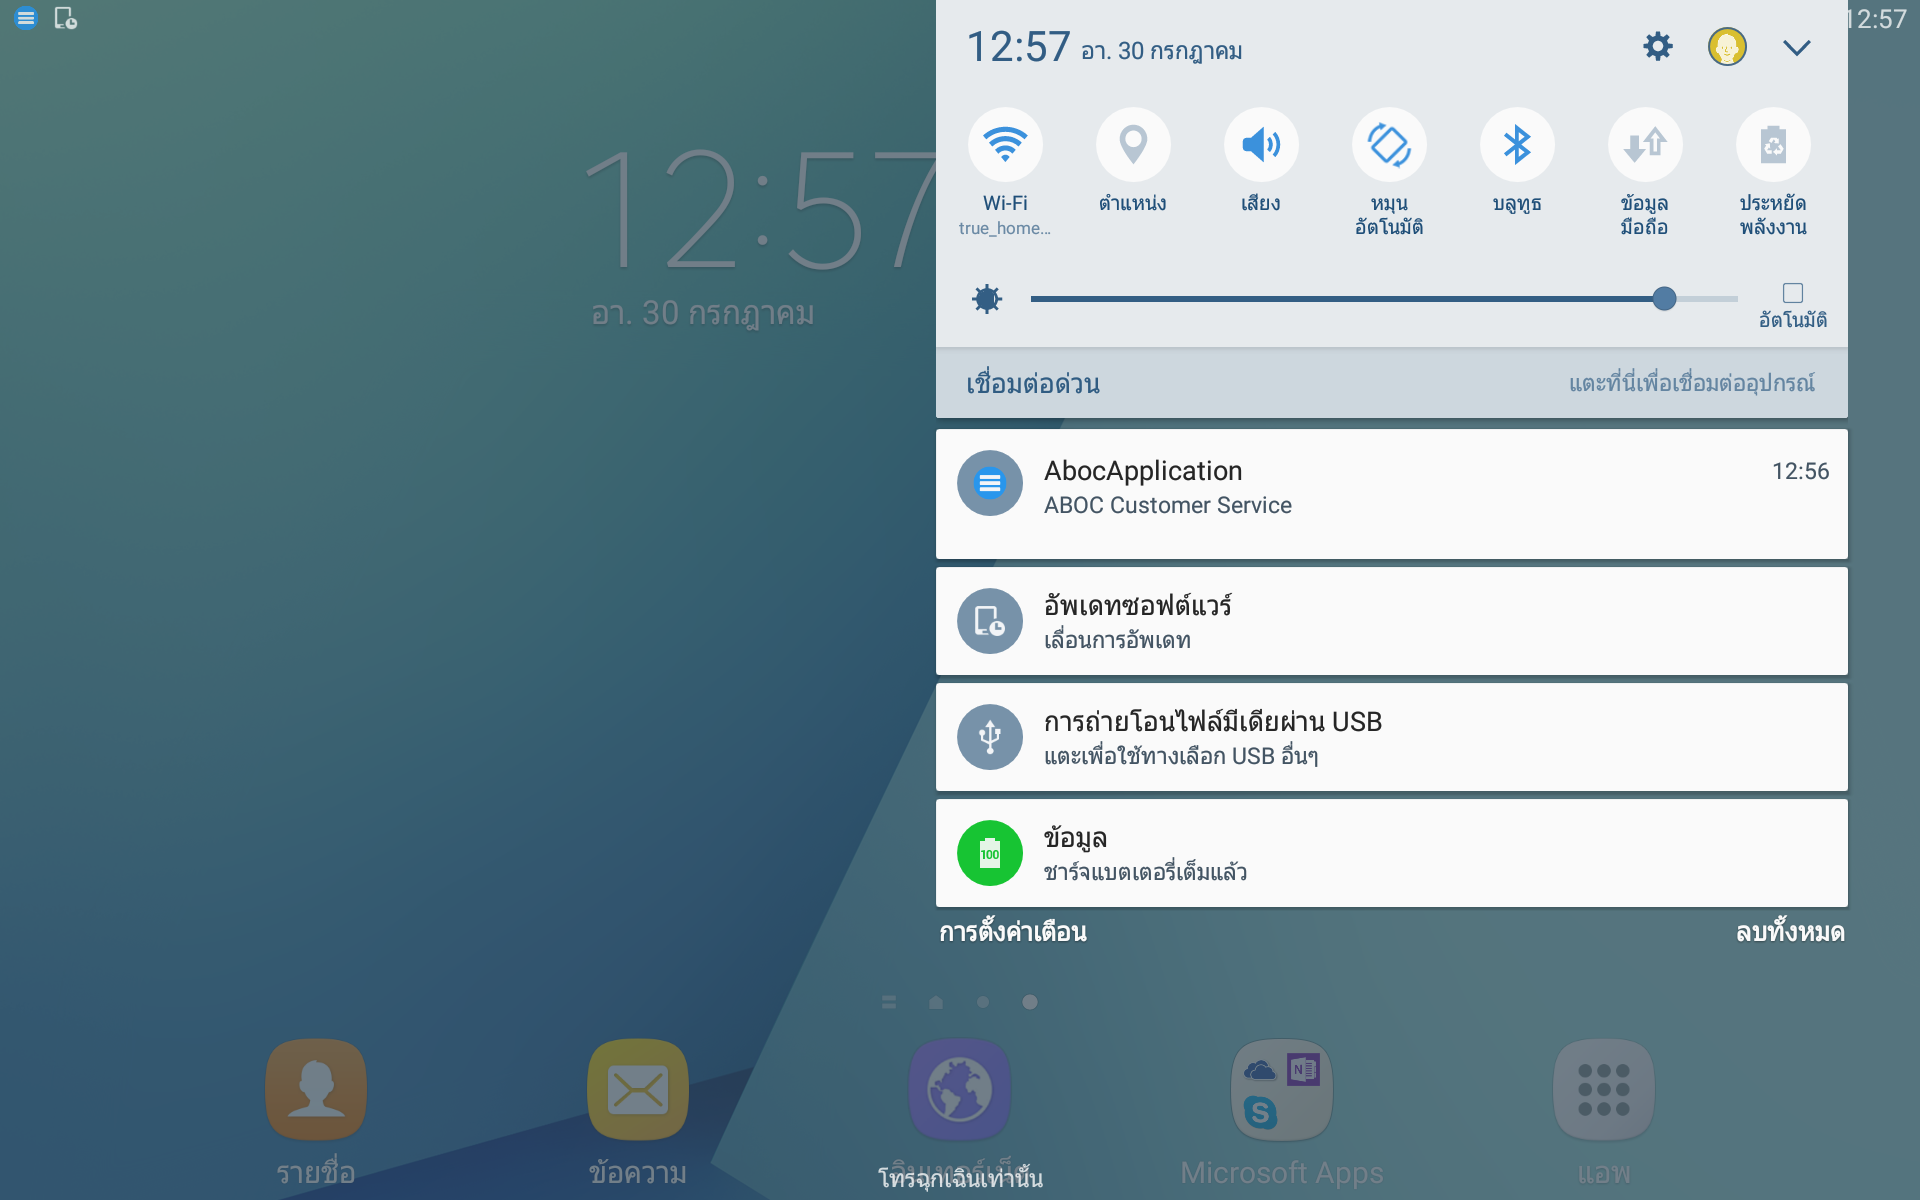 12:57
12:57 อา. 30 กรกฎาคม
Wi-Fi
true_home...
ตำแหน่ง
เสียง
หมุน
อัตโนมัติ
บลูทูธ
ข้อมูล
มือถือ
ประหยัด
พลังงาน
12:57
อา. 30 กรกฎาคม
อัตโนมัติ
เชื่อมต่อด่วน
แตะที่นี่เพื่อเชื่อมต่ออุปกรณ์
AbocApplication
12:56
ABOC Customer Service
อัพเดทซอฟต์แวร์
เลื่อนการอัพเดท
การถ่ายโอนไฟล์มีเดียผ่าน USB
แตะเพื่อใช้ทางเลือก USB อื่นๆ
100
ข้อมูล
ชาร์จแบตเตอรี่เต็มแล้ว
การตั้งค่าเตือน
ลบทั้งหมด
N
S
รายชื่อ
ข้อความ
อินเทอร์เน็ต
โทรฉุกเฉินเท่านั้น
Microsoft Apps
แอพ